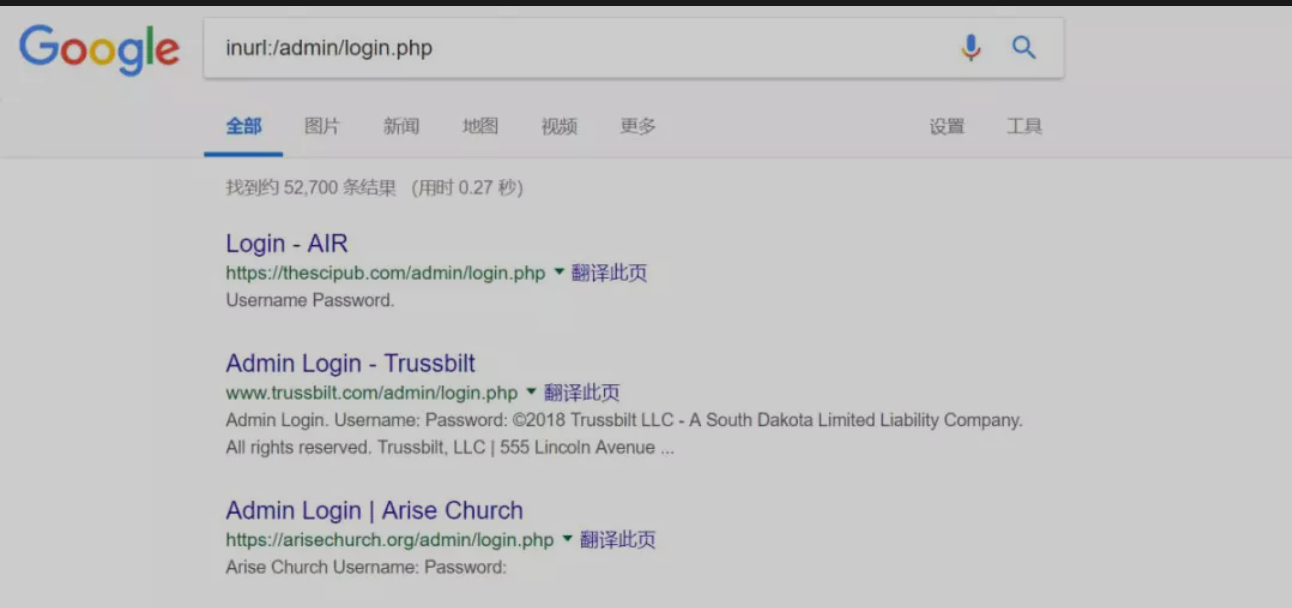 Google inurl:/admin/login.php
全部 图片 新闻 地图 视频 更多 设置 工具
找到约 52,700 条结果 (用时 0.27 秒)
Login - AIR
https://thescipub.com/admin/login.php 翻译此页
Username Password.
Admin Login - Trussbilt
www.trussbilt.com/admin/login.php 翻译此页
Admin Login. Username: Password: ©2018 Trussbilt LLC - A South Dakota Limited Liability Company.
All rights reserved. Trussbilt, LLC | 555 Lincoln Avenue ...
Admin Login | Arise Church
https://arisechurch.org/admin/login.php 翻译此页
Arise Church Username: Password: